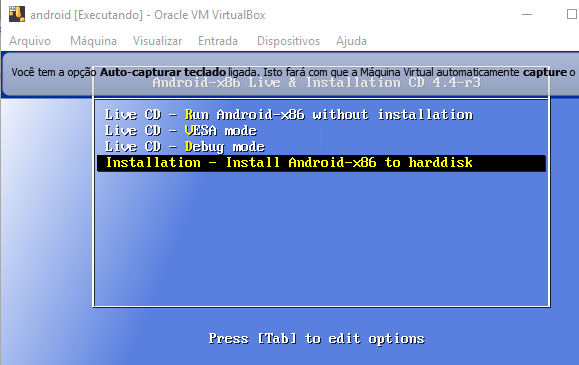 android [Executando] - Oracle VM VirtualBox
Arquivo Máquina Visualizar Entrada Dispositivos Ajuda
Você tem a opção Auto-capturar teclado ligada. Isto fará com que a Máquina Virtual automaticamente capture o
Android-x86 Live & Installation CD 4.4-r3
Live CD - Run Android-x86 without installation
Live CD - VESA mode
Live CD - Debug mode
Installation - Install Android-x86 to harddisk
Press [Tab] to edit options